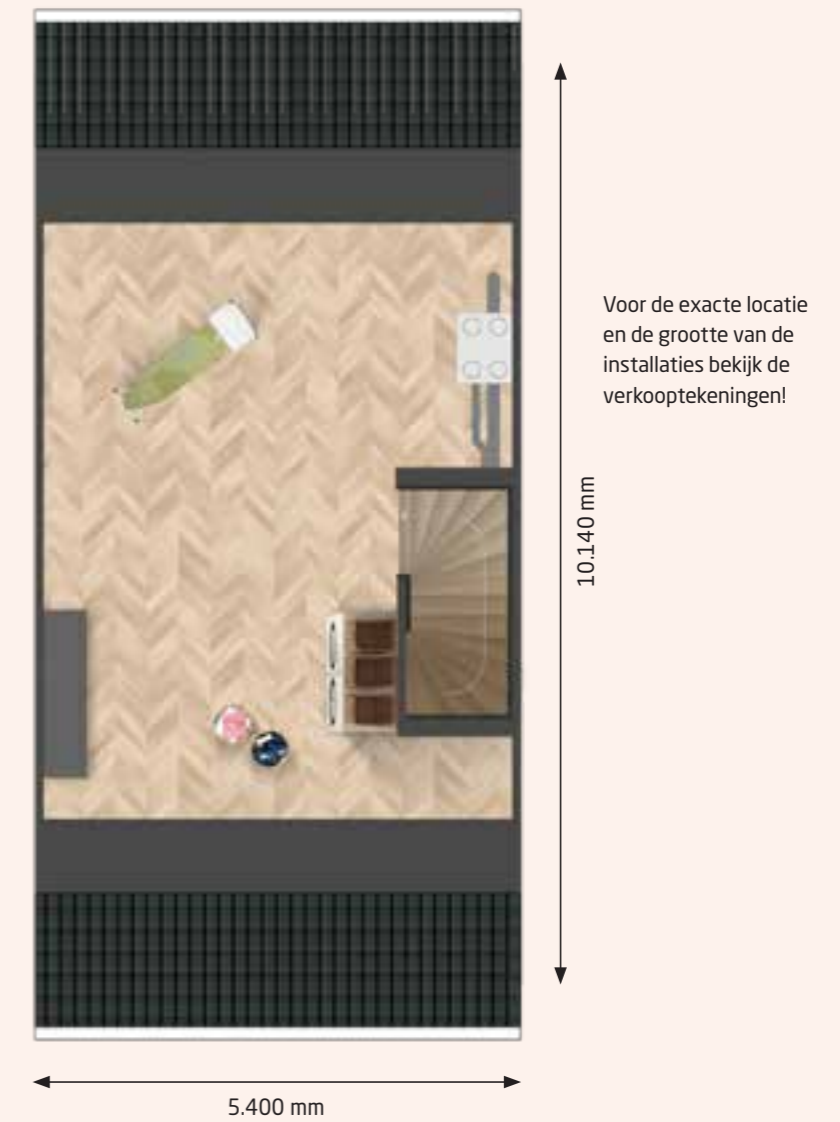 Voor de exacte locatie
en de grootte van de
installaties bekijk de
verkooptekeningen!
10.140 mm
5.400 mm